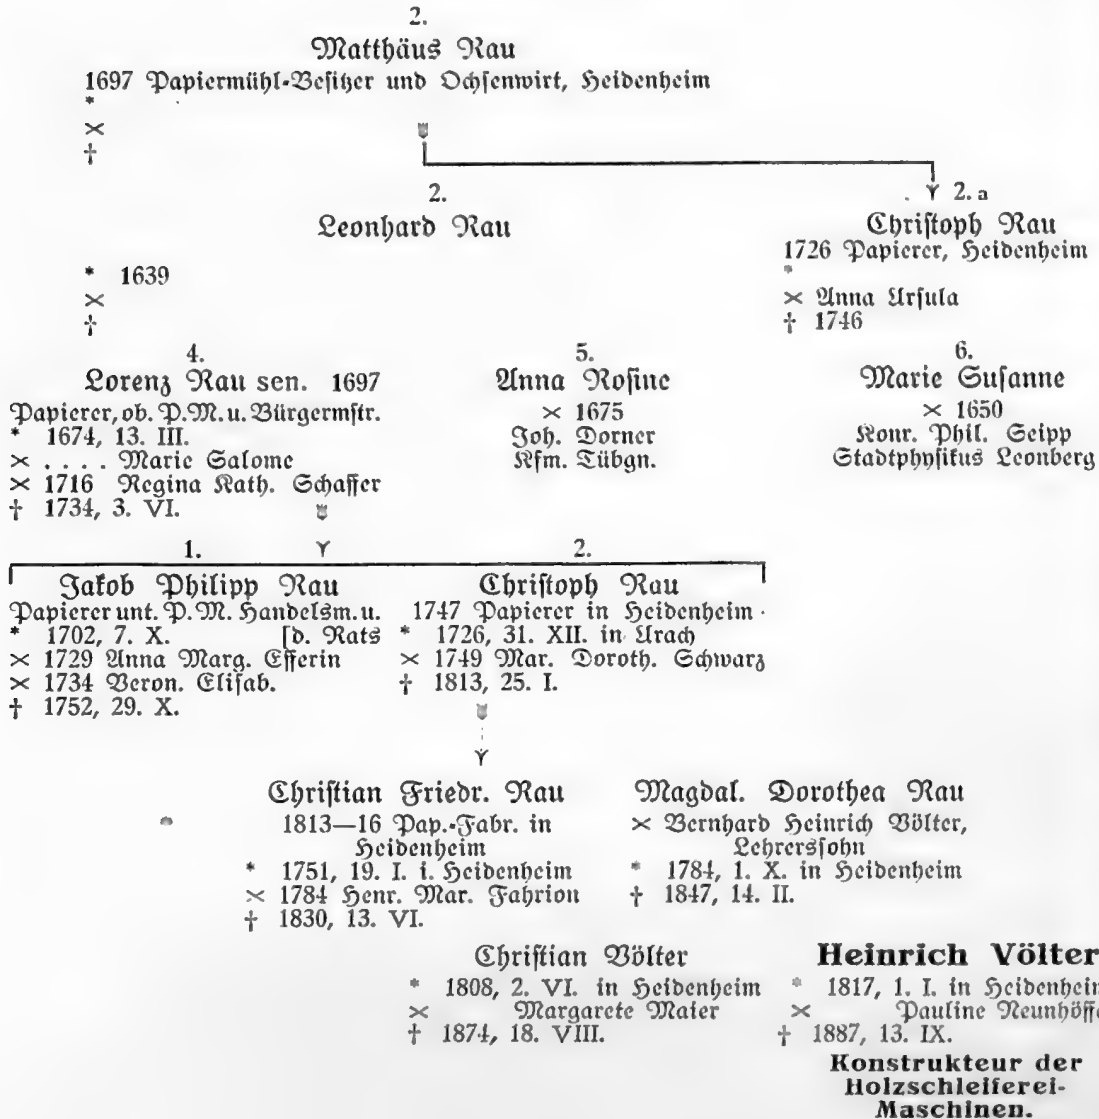 2.
Matthäus Rau
1697 Papiermühl-Besitzer und Ochsenwirt, Heidenheim
*
×
†
2.
Leonhard Rau
* 1639
×
†
2. a
Christoph Rau
1726 Papierer, Heidenheim
*
× Anna Ursula
† 1746
4.
Lorenz Rau sen. 1697
Papierer, ob. P.M. u. Bürgermstr.
* 1674, 13. III.
× . . . . Marie Salome
× 1716 Regina Kath. Schaffer
† 1734, 3. VI.
5.
Anna Rosine
× 1675
Joh. Dorner
Kfm. Tübgn.
6.
Marie Susanne
× 1650
Konr. Phil. Seipp
Stadtphysikus Leonberg
1.
Jakob Philipp Rau
Papierer unt. P.M. Handelsm. u.
[d. Rats
* 1702, 7. X.
× 1729 Anna Marg. Efferin
× 1734 Veron. Elisab.
† 1752, 29. X.
2.
Christoph Rau
1747 Papierer in Heidenheim
* 1726, 31. XII. in Urach
× 1749 Mar. Doroth. Schwarz
† 1813, 25. I.
Christian Friedr. Rau
1813—16 Pap.-Fabr. in
Heidenheim
* 1751, 19. I. i. Heidenheim
× 1784 Henr. Mar. Fahrion
† 1830, 13. VI.
Magdal. Dorothea Rau
× Bernhard Heinrich Völter,
Lehrerssohn
* 1784, 1. X. in Heidenheim
† 1847, 14. II.
Christian Völter
* 1808, 2. VI. in Heidenheim
× Margarete Maier
† 1874, 18. VIII.
Heinrich Völter
* 1817, 1. I. in Heidenheim
× Pauline Neunhöffe
† 1887, 13. IX.
Konstrukteur der
Holzschleiferei-
Maschinen.